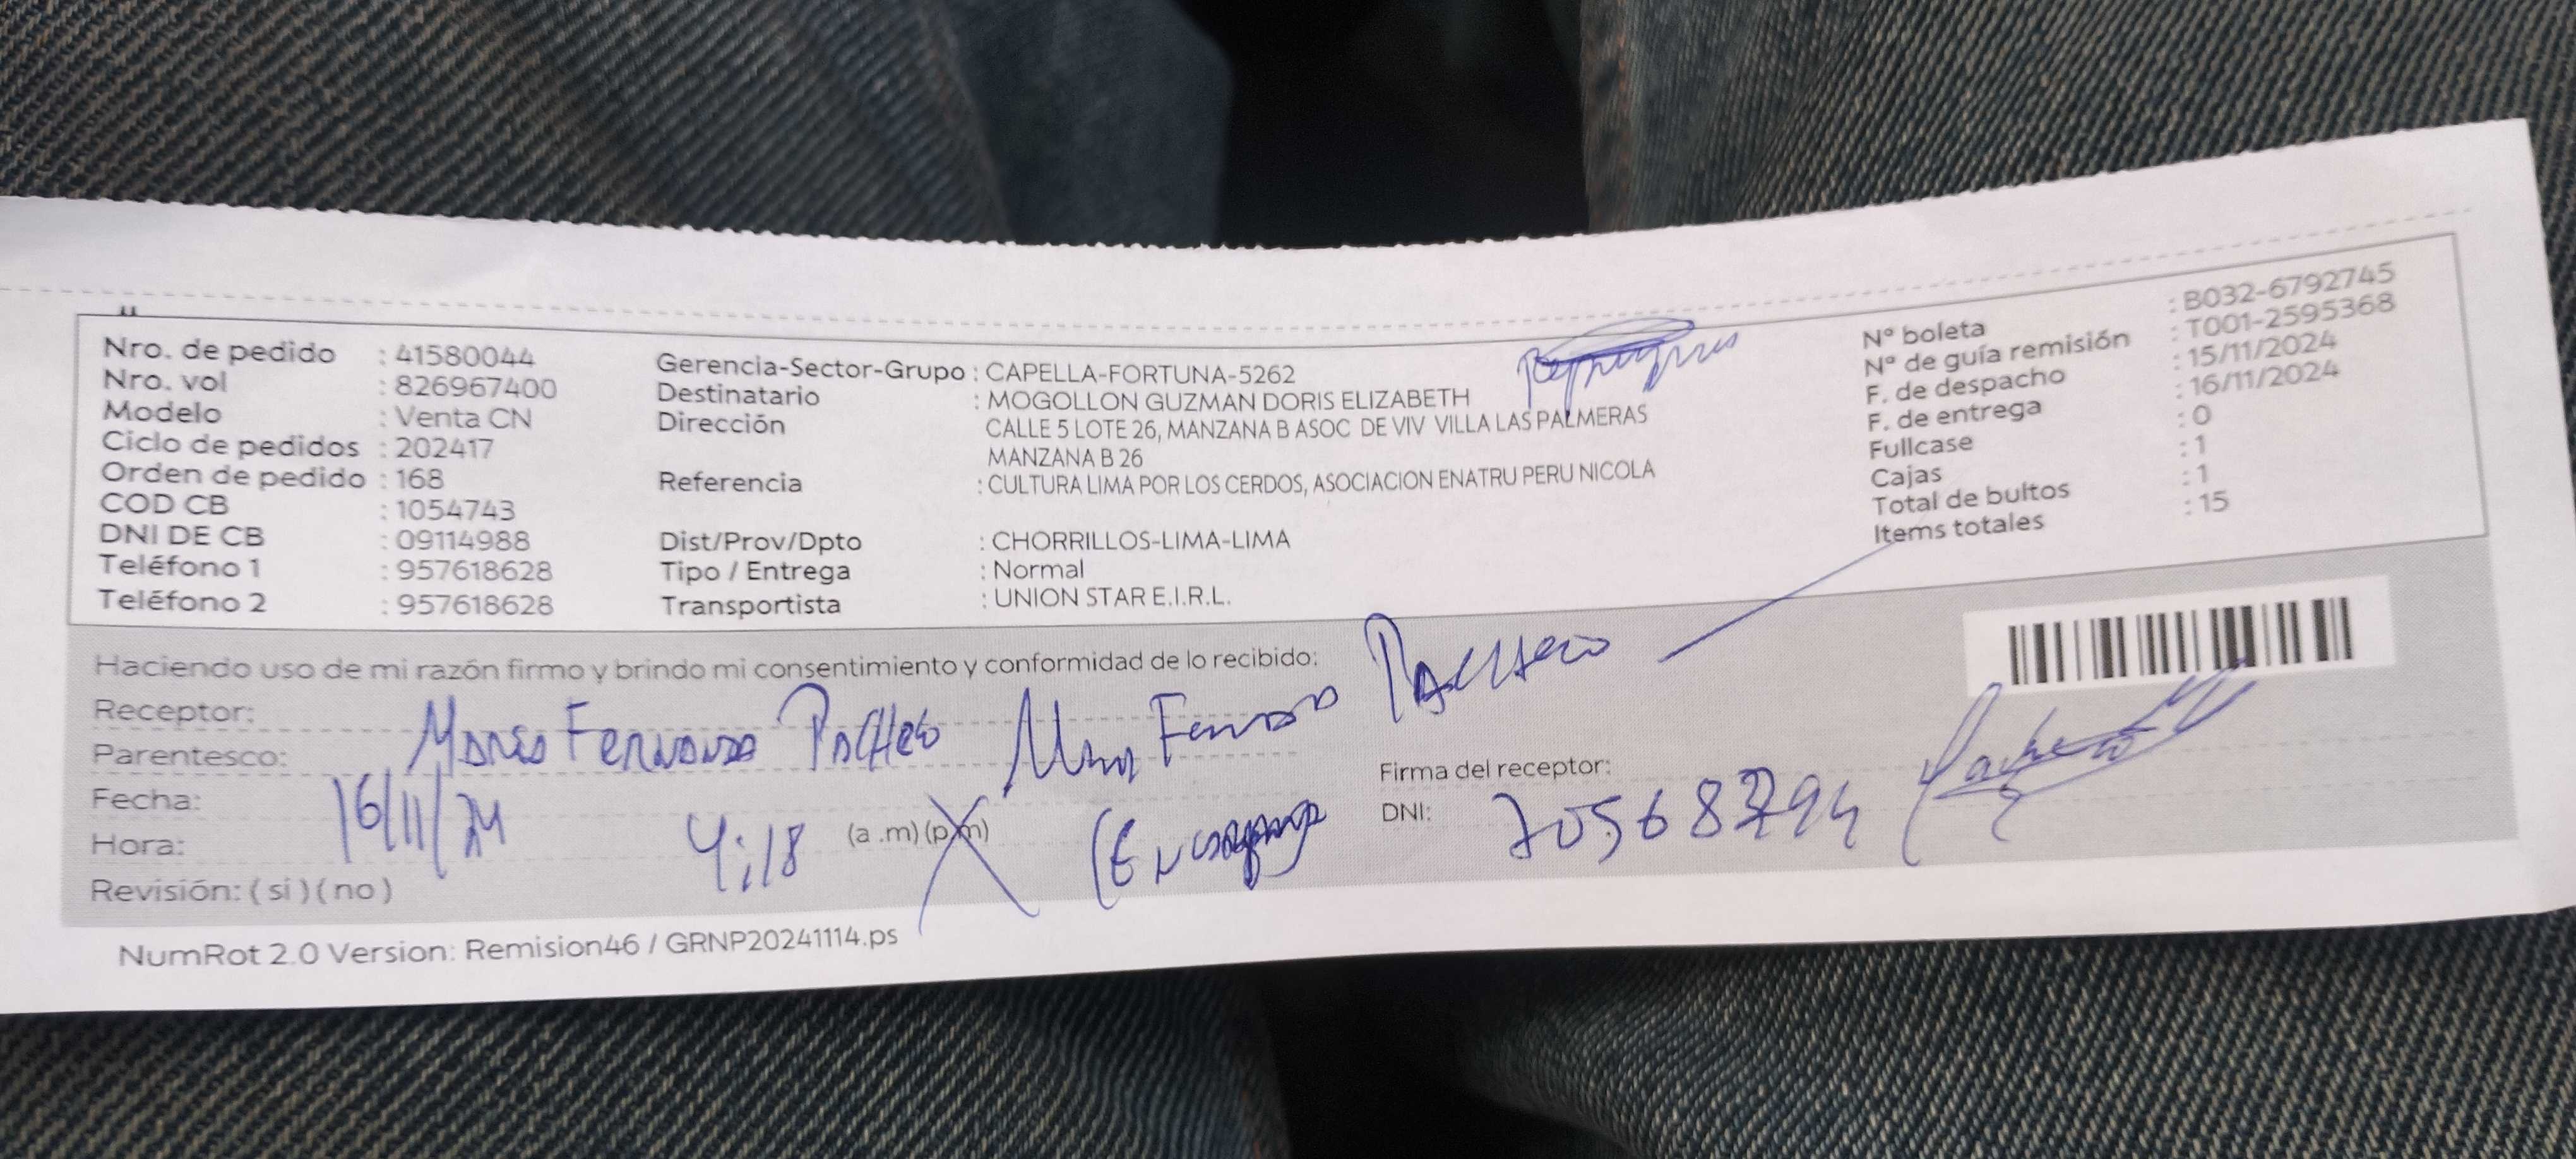 Nro. de pedido : 41580044
Nro. vol : 826967400
Modelo : Venta CN
Ciclo de pedidos : 202417
Orden de pedido : 168
COD CB : 1054743
DNI DE CB : 09114988
Teléfono 1 : 957618628
Teléfono 2 : 957618628
Gerencia-Sector-Grupo : CAPELLA-FORTUNA-5262
Destinatario : MOGOLLON GUZMAN DORIS ELIZABETH
Dirección CALLE 5 LOTE 26, MANZANA B ASOC DE VIV VILLA LAS PALMERAS
MANZANA B 26
Referencia : CULTURA LIMA POR LOS CERDOS, ASOCIACION ENATRU PERU NICOLA
Dist/Prov/Dpto : CHORRILLOS-LIMA-LIMA
Tipo / Entrega : Normal
Transportista : UNION STAR E.I.R.L.
N° boleta : B032-6792745
N° de guía remisión : T001-2595368
F. de despacho : 15/11/2024
F. de entrega : 16/11/2024
Fullcase : 0
Cajas : 1
Total de bultos : 1
Items totales : 15
Haciendo uso de mi razón firmo y brindo mi consentimiento y conformidad de lo recibido:
Receptor: Pacheco
Parentesco:
Fecha: 16/11/24
Hora: 4:18 (a.m) (p.m)
Revisión: ( si ) ( no )
Firma del receptor: Pacheco
DNI:
NumRot 2.0 Version: Remision46 / GRNP20241114.ps